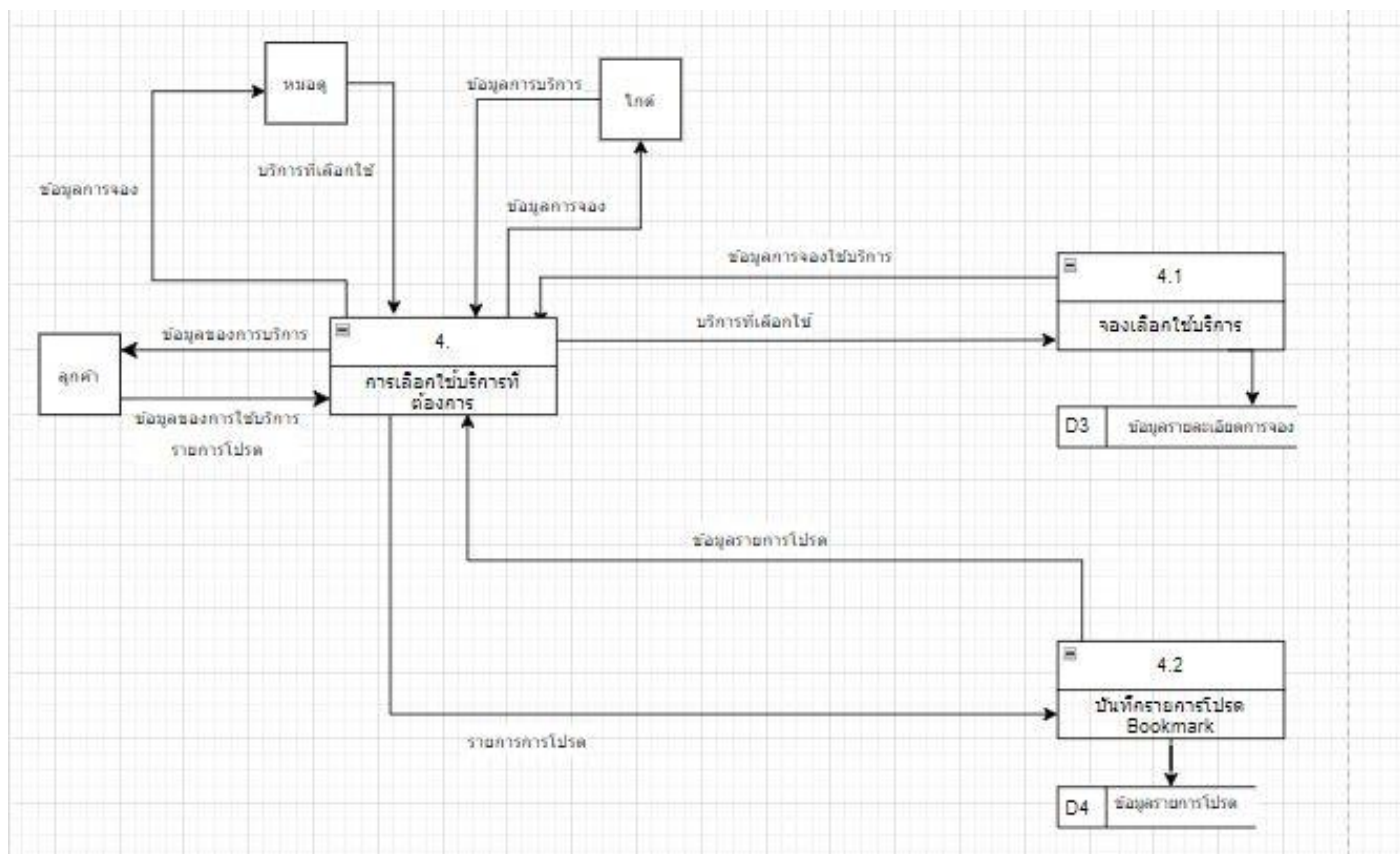 หมอดู
ข้อมูลการบริการ
ไกด์
บริการที่เลือกใช้
ข้อมูลการจอง
ข้อมูลการจอง
ข้อมูลการจองใช้บริการ
4.1
จองเลือกใช้บริการ
บริการที่เลือกใช้
ข้อมูลของการบริการ
4.
ลูกค้า
การเลือกใช้บริการที่
ต้องการ
ข้อมูลของการใช้บริการ
รายการโปรด
D3 ข้อมูลรายละเอียดการจอง
ข้อมูลรายการโปรด
4.2
บันทึกรายการโปรด
Bookmark
รายการการโปรด
D4 ข้อมูลรายการโปรด